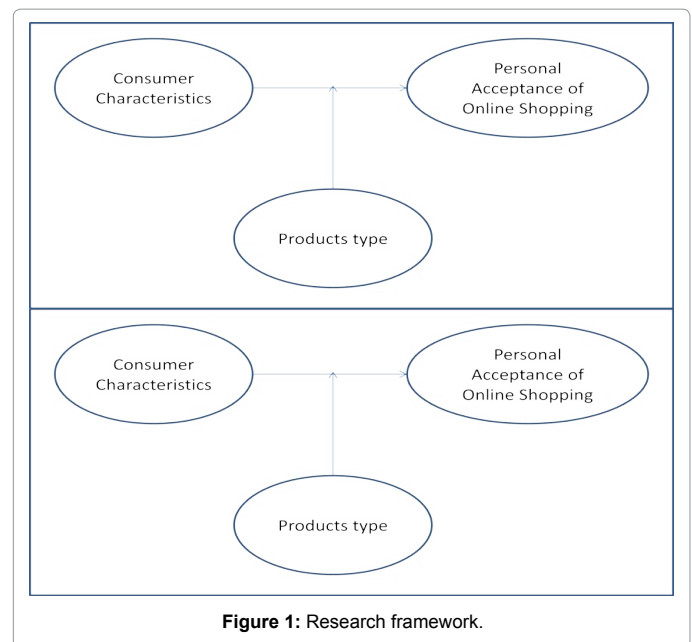 Consumer
Characteristics
Personal
Acceptance of
Online Shopping
Products type
Consumer
Characteristics
Personal
Acceptance of
Online Shopping
Products type
Figure 1: Research framework.